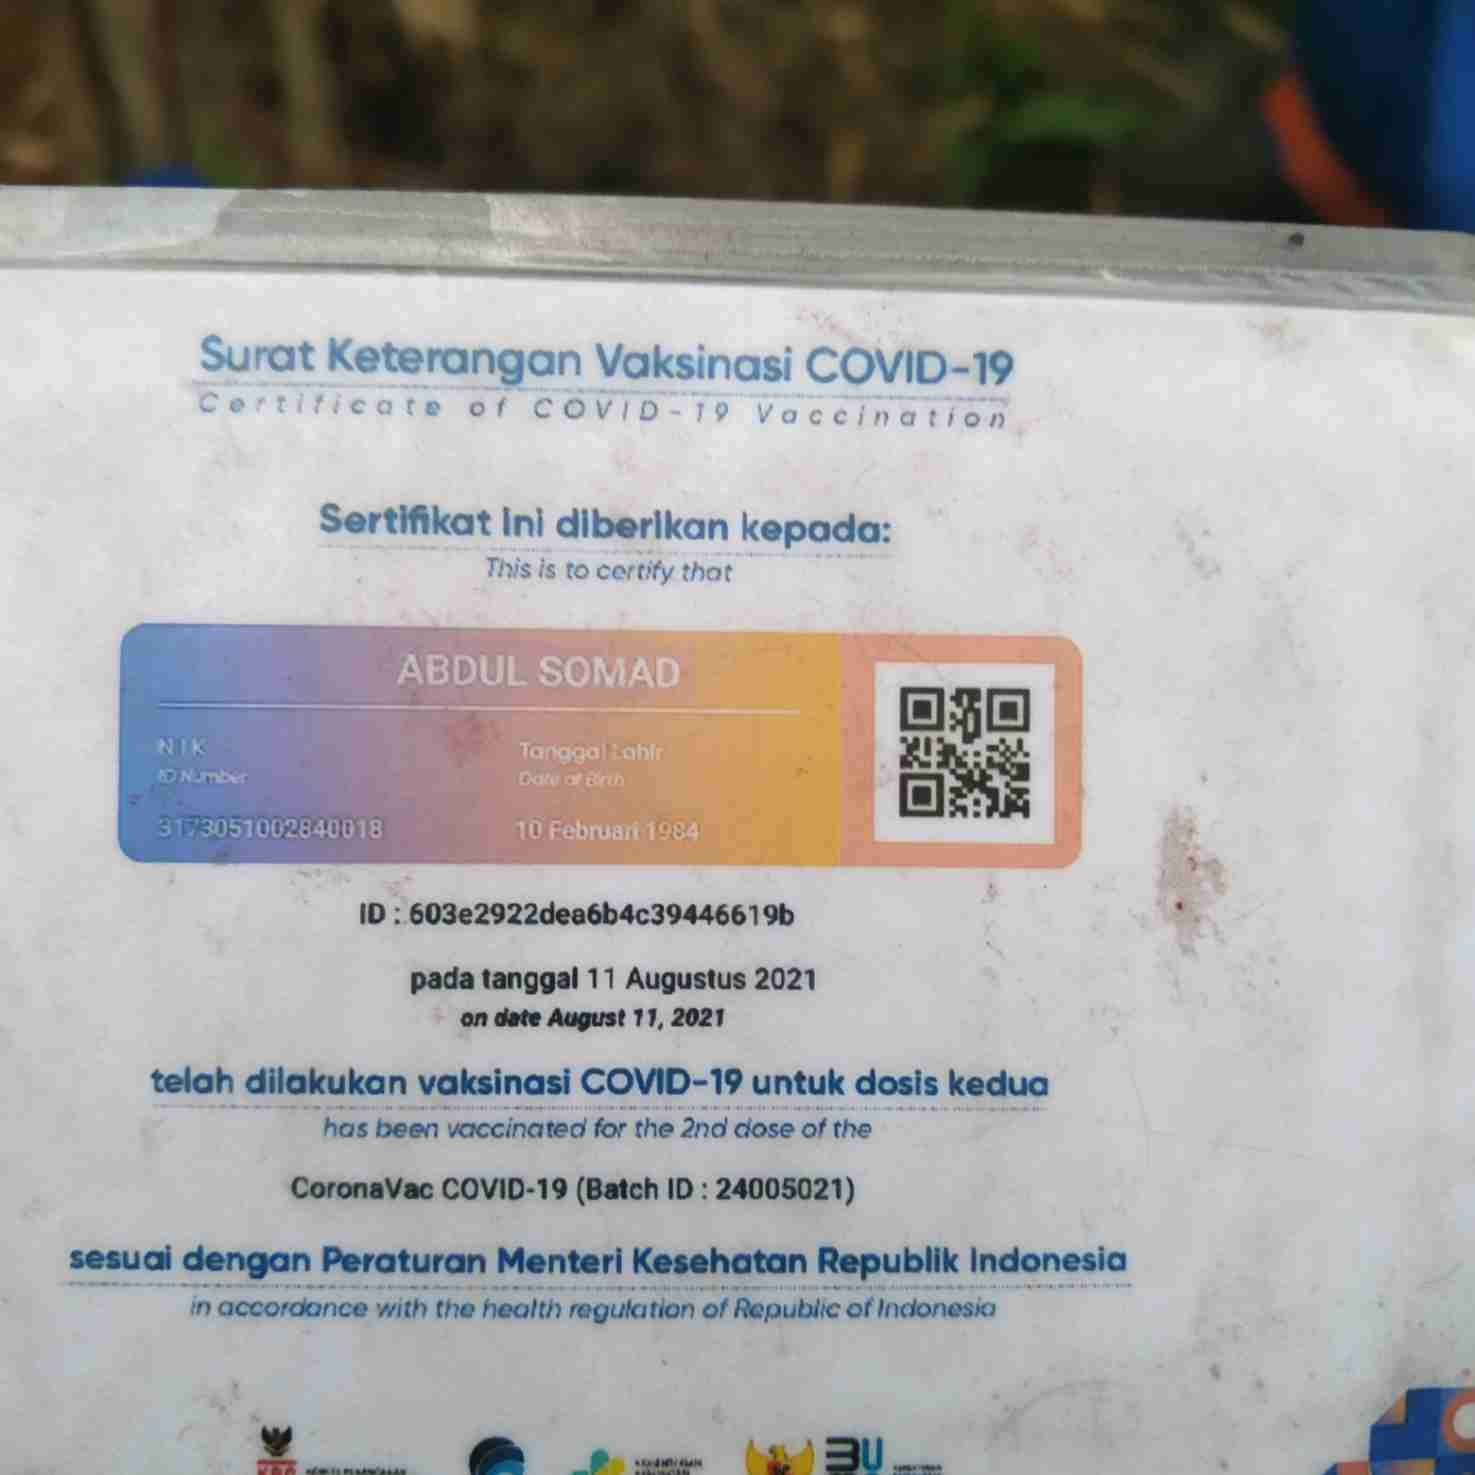 Surat Keterangan Vaksinasi COVID-19
Certificate of COVID-19 Vaccination
Sertifikat ini diberikan kepada:
This is to certify that
ABDUL SOMAD
NIK
ID Number
3173051002840018
Tanggal Lahir
Date of Birth
10 Februari 1984
ID : 603e2922dea6b4c39446619b
pada tanggal 11 Augustus 2021
on date August 11, 2021
telah dilakukan vaksinasi COVID-19 untuk dosis kedua
has been vaccinated for the 2nd dose of the
CoronaVac COVID-19 (Batch ID : 24005021)
sesuai dengan Peraturan Menteri Kesehatan Republik Indonesia
in accordance with the health regulation of Republic of Indonesia